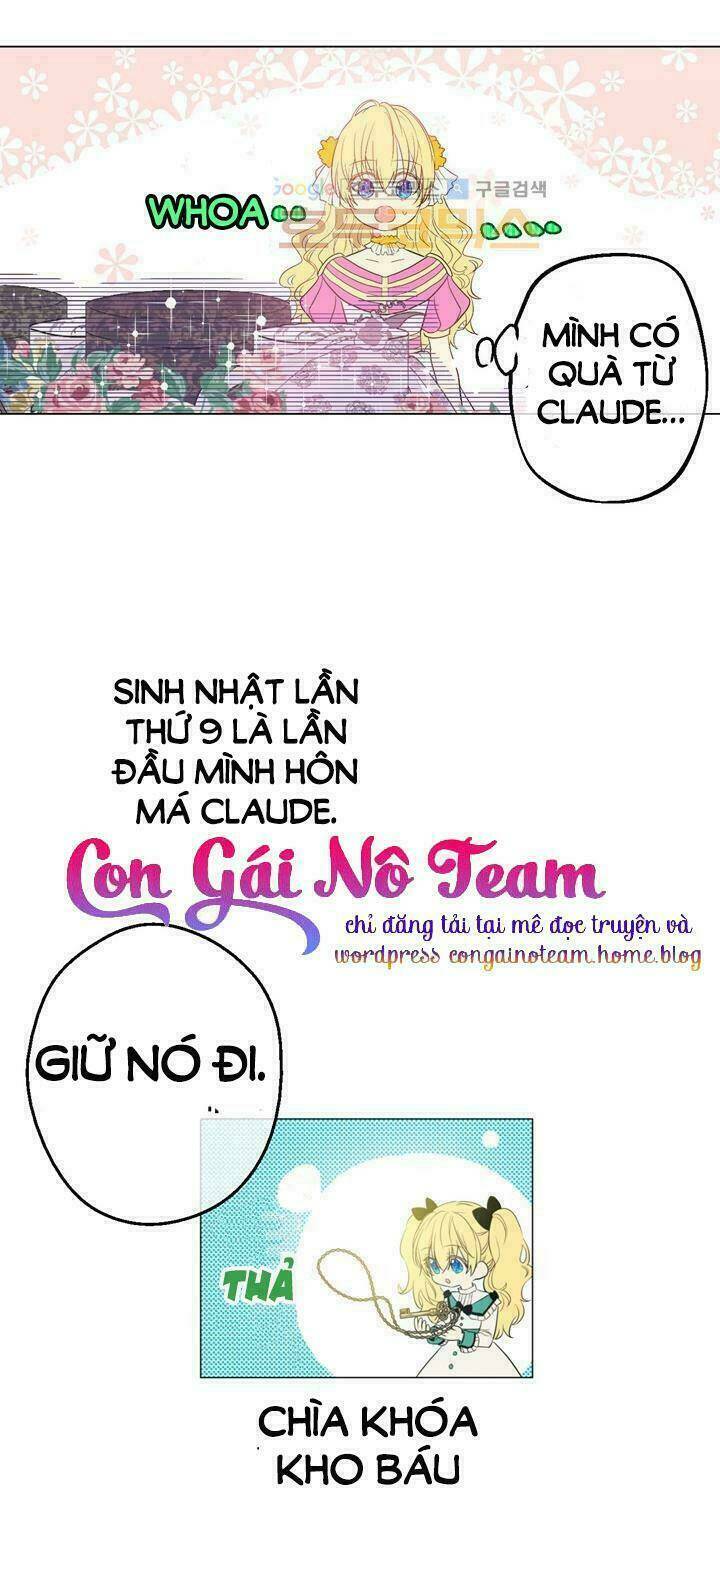 Google
구글검색
WHOA
MÌNH CÓ
QUÀ TỪ
CLAUDE...
SINH NHẬT LẦN
THỨ 9 LÀ LẦN
ĐẦU MÌNH HÔN
MÁ CLAUDE.
Con Gái Nô Team
chỉ đăng tải tại mê đọc truyện và
wordpress congainoteam.home.blog
GIỮ NÓ ĐI.
THẢ
CHÌA KHÓA
KHO BÁU